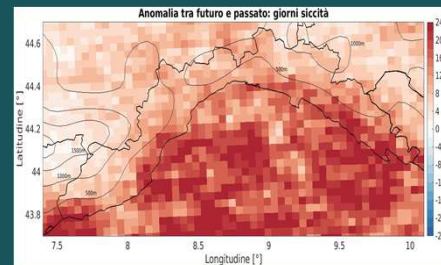 Anomalia tra futuro e passato: giorni siccità
24
20
16
12
8
4
0
-4
-8
44.6
44.4
44.2
44
43.8
Latitudine [°]
1000m
500m
1500m
1000m
500m
7.5 8 8.5 9 9.5 10
Longitudine [°]